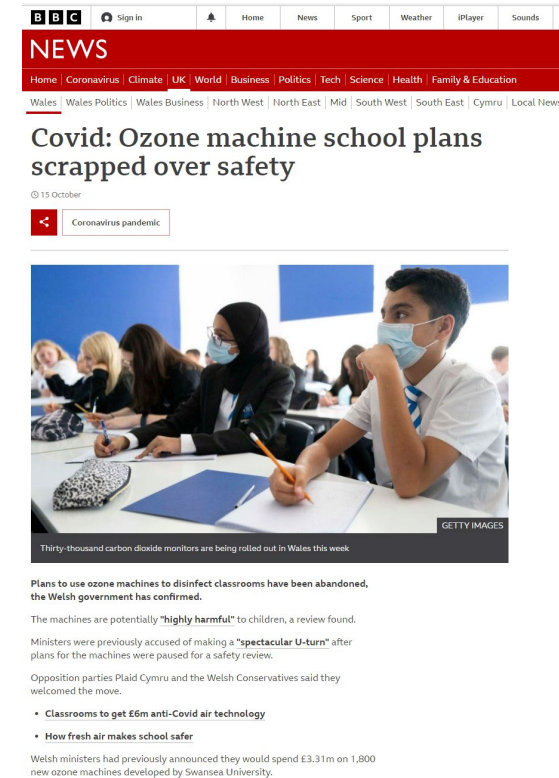 BBC Sign in Home News Sport Weather iPlayer Sounds
NEWS
Home Coronavirus Climate UK World Business Politics Tech Science Health Family & Education
Wales Wales Politics Wales Business North West North East Mid South West South East Cymru Local News
Covid: Ozone machine school plans
scrapped over safety
15 October
Coronavirus pandemic
GETTY IMAGES
Thirty-thousand carbon dioxide monitors are being rolled out in Wales this week
Plans to use ozone machines to disinfect classrooms have been abandoned,
the Welsh government has confirmed.
The machines are potentially "highly harmful" to children, a review found.
Ministers were previously accused of making a "spectacular U-turn" after
plans for the machines were paused for a safety review.
Opposition parties Plaid Cymru and the Welsh Conservatives said they
welcomed the move.
• Classrooms to get £6m anti-Covid air technology
• How fresh air makes school safer
Welsh ministers had previously announced they would spend £3.31m on 1,800
new ozone machines developed by Swansea University.